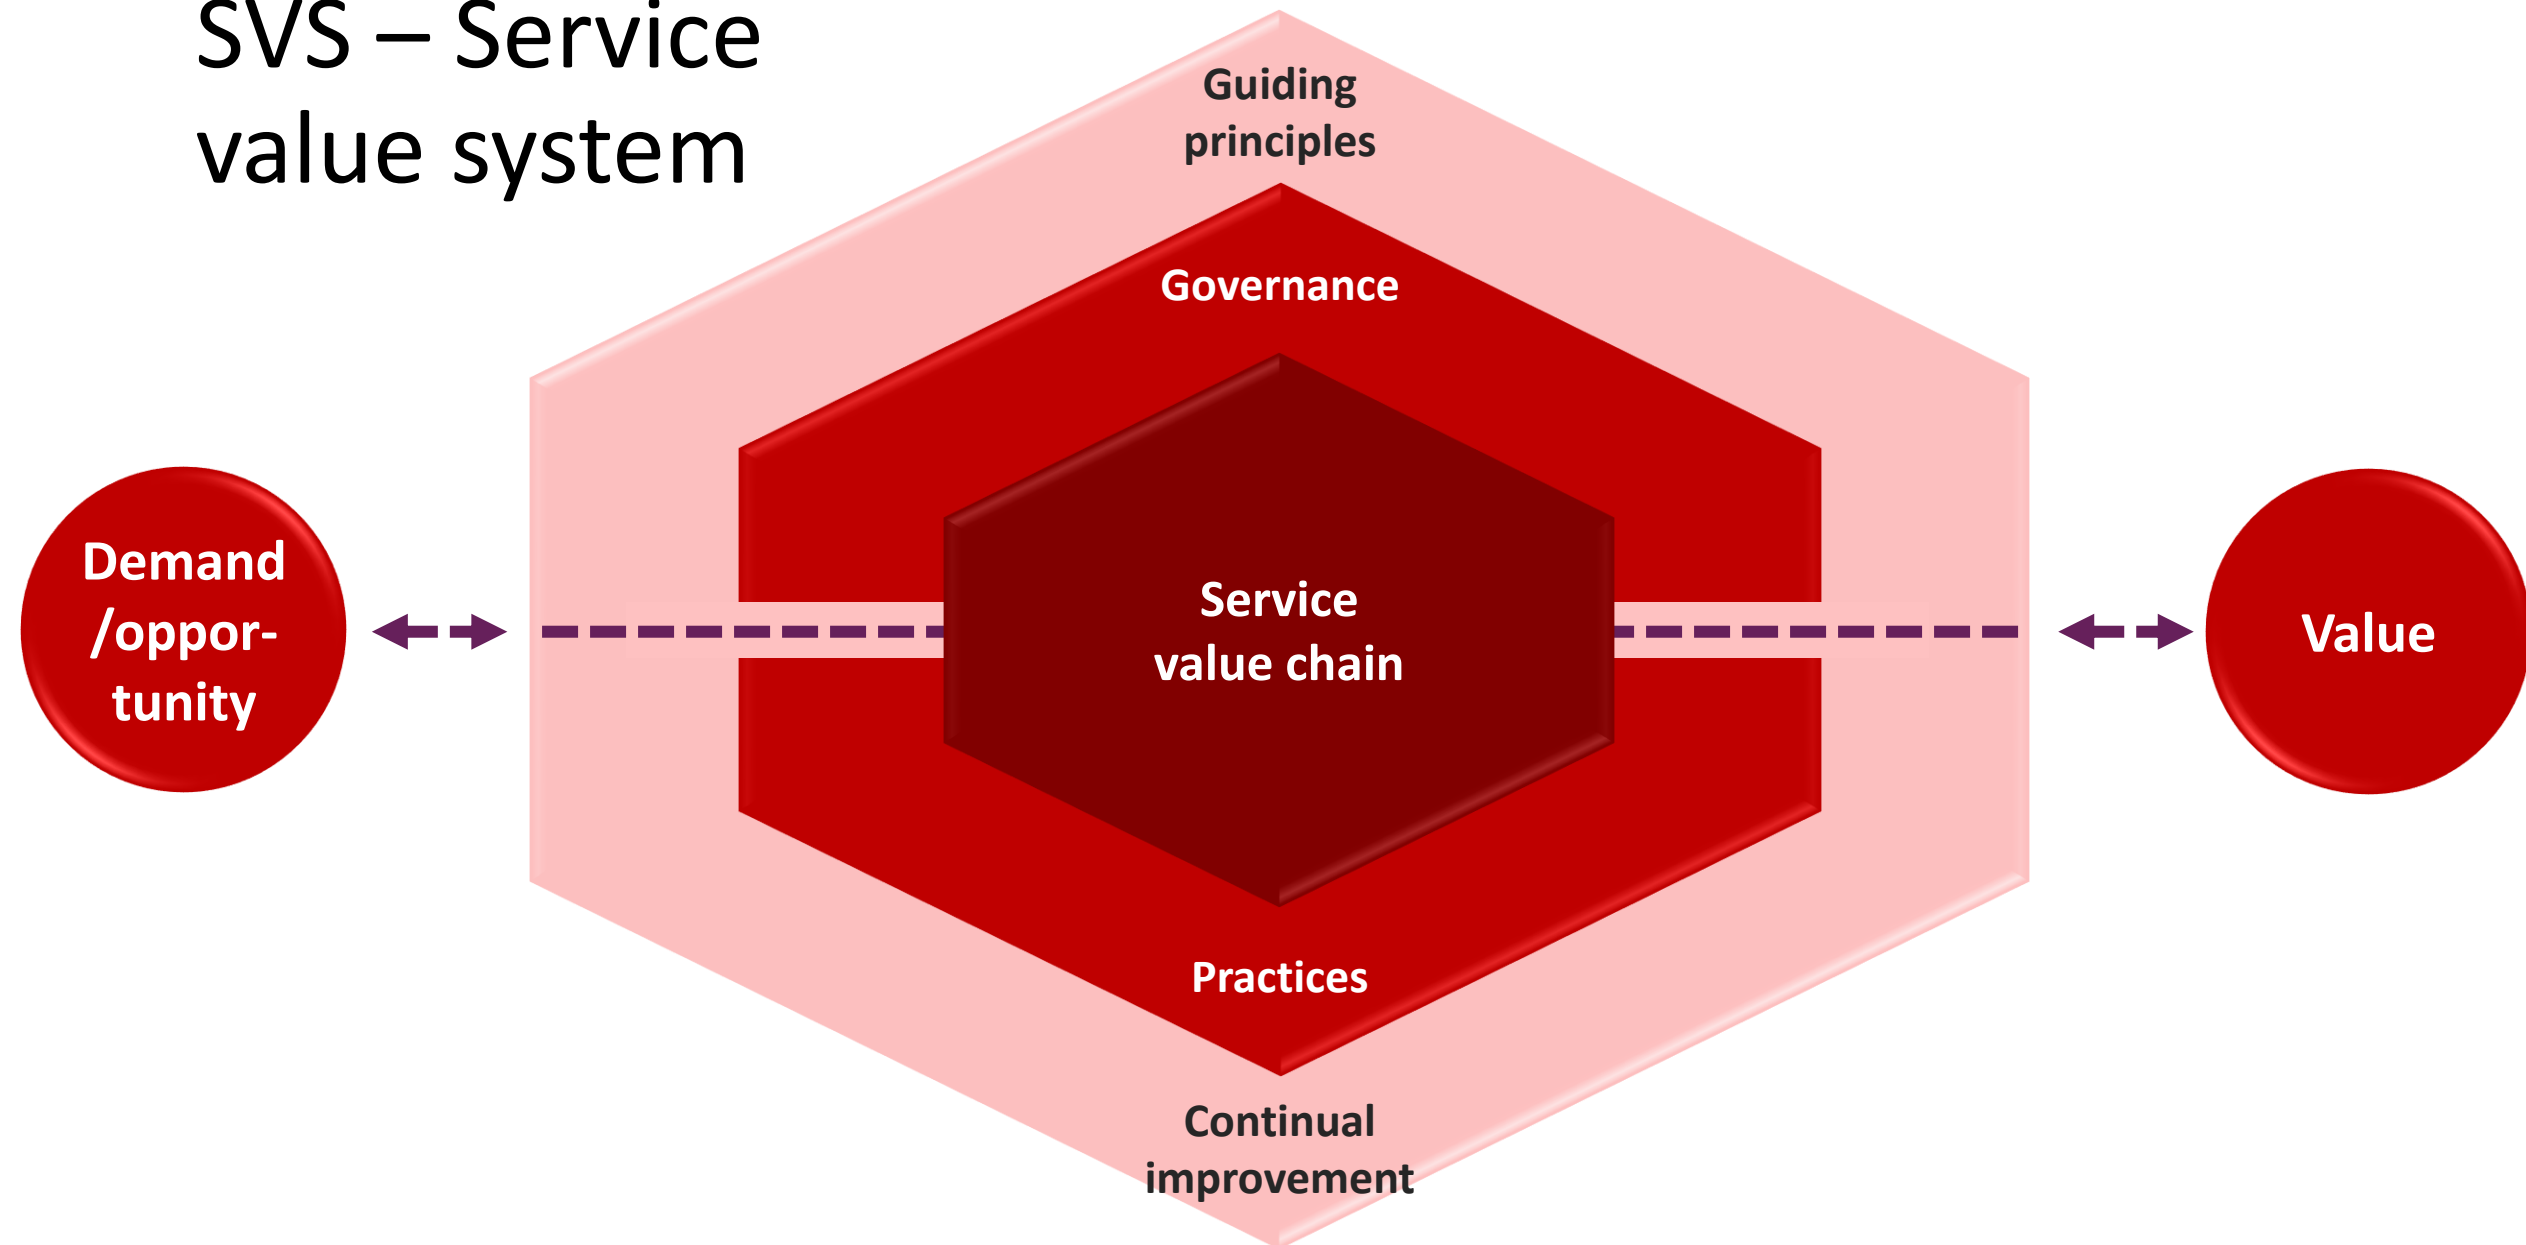 SVS – Service
value system
Guiding
principles
Governance
Demand
/oppor-
tunity
Service
value chain
Value
Practices
Continual
improvement